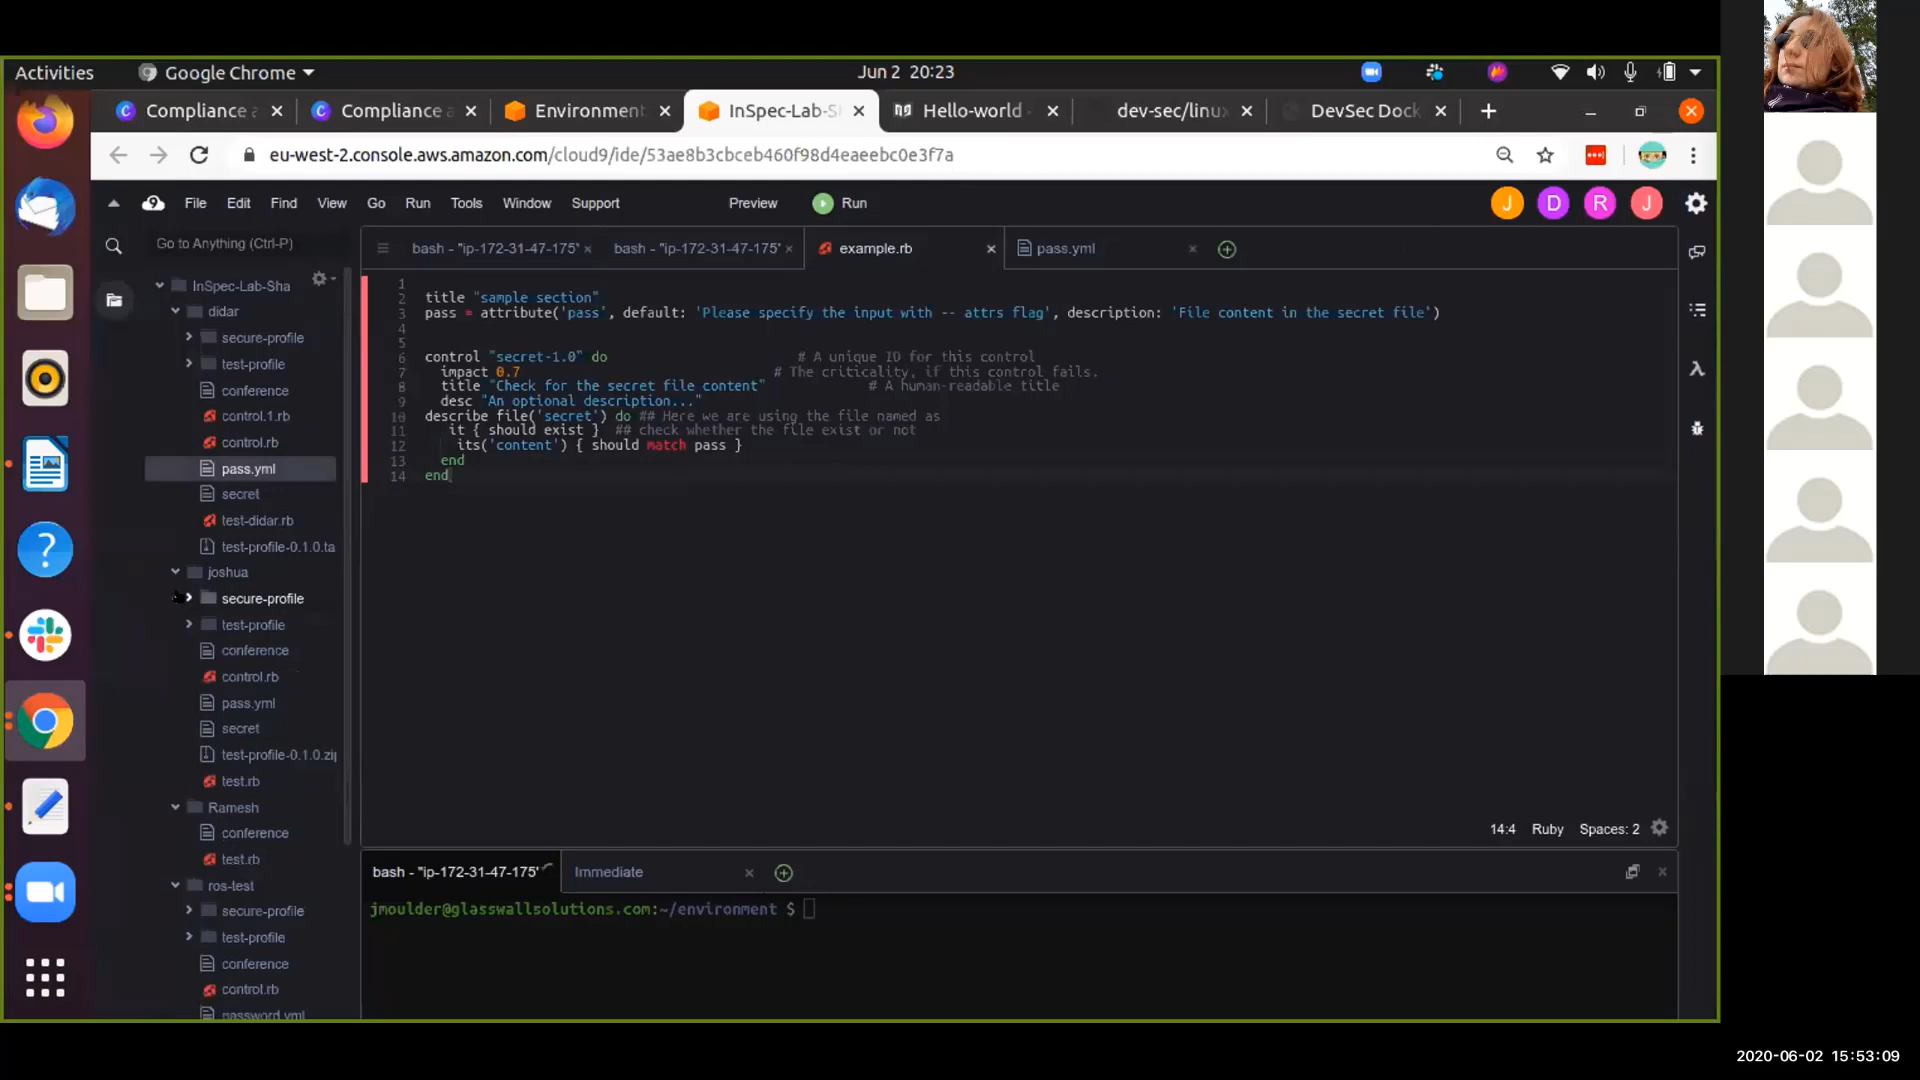 Activities
Google Chrome
Jun 2 20:23
Compliance a
Compliance a
Environment
InSpec-Lab-S
Hello-world -
dev-sec/linux
DevSec Dock
eu-west-2.console.aws.amazon.com/cloud9/ide/53ae8b3cbceb460f98d4eaeebc0e3f7a
9 File Edit Find View Go Run Tools Window Support Preview Run
J D R J
Go to Anything (Ctrl-P)
bash - "ip-172-31-47-175"
bash - "ip-172-31-47-175"
example.rb
pass.yml
InSpec-Lab-Sha
didar
secure-profile
test-profile
conference
control.1.rb
control.rb
pass.yml
secret
test-didar.rb
test-profile-0.1.0.ta
joshua
secure-profile
test-profile
conference
control.rb
pass.yml
secret
test-profile-0.1.0.zip
test.rb
Ramesh
conference
test.rb
ros-test
secure-profile
test-profile
conference
control.rb
password.yml
1
2 title "sample section"
3 pass = attribute('pass', default: 'Please specify the input with -- attrs flag', description: 'File content in the secret file')
4
5
6 control "secret-1.0" do # A unique ID for this control
7 impact 0.7 # The criticality, if this control fails.
8 title "Check for the secret file content" # A human-readable title
9 desc "An optional description..."
10 describe file('secret') do ## Here we are using the file named as
11 it { should exist } ## check whether the file exist or not
12 its('content') { should match pass }
13 end
14 end
14:4 Ruby Spaces: 2
bash - "ip-172-31-47-175"
Immediate
jmoulder@glasswallsolutions.com:~/environment $
2020-06-02 15:53:09